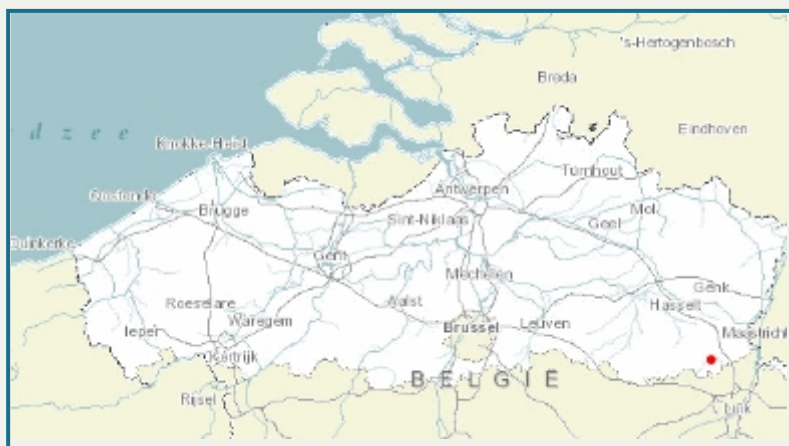 's-Hertogenbosch
Breda
Eindhoven
d z e e
Knokke-Heist
Turnhout
Antwerpen
Oostende
Brugge
Sint-Niklaas
Geel
Mol
Duinkerke
Gent
Mechelen
Genk
Roeselare
Aalst
Hasselt
Ieper
Waregem
Brussel
Leuven
Maastricht
Kortrijk
BELGIË
Rijsel
Luik